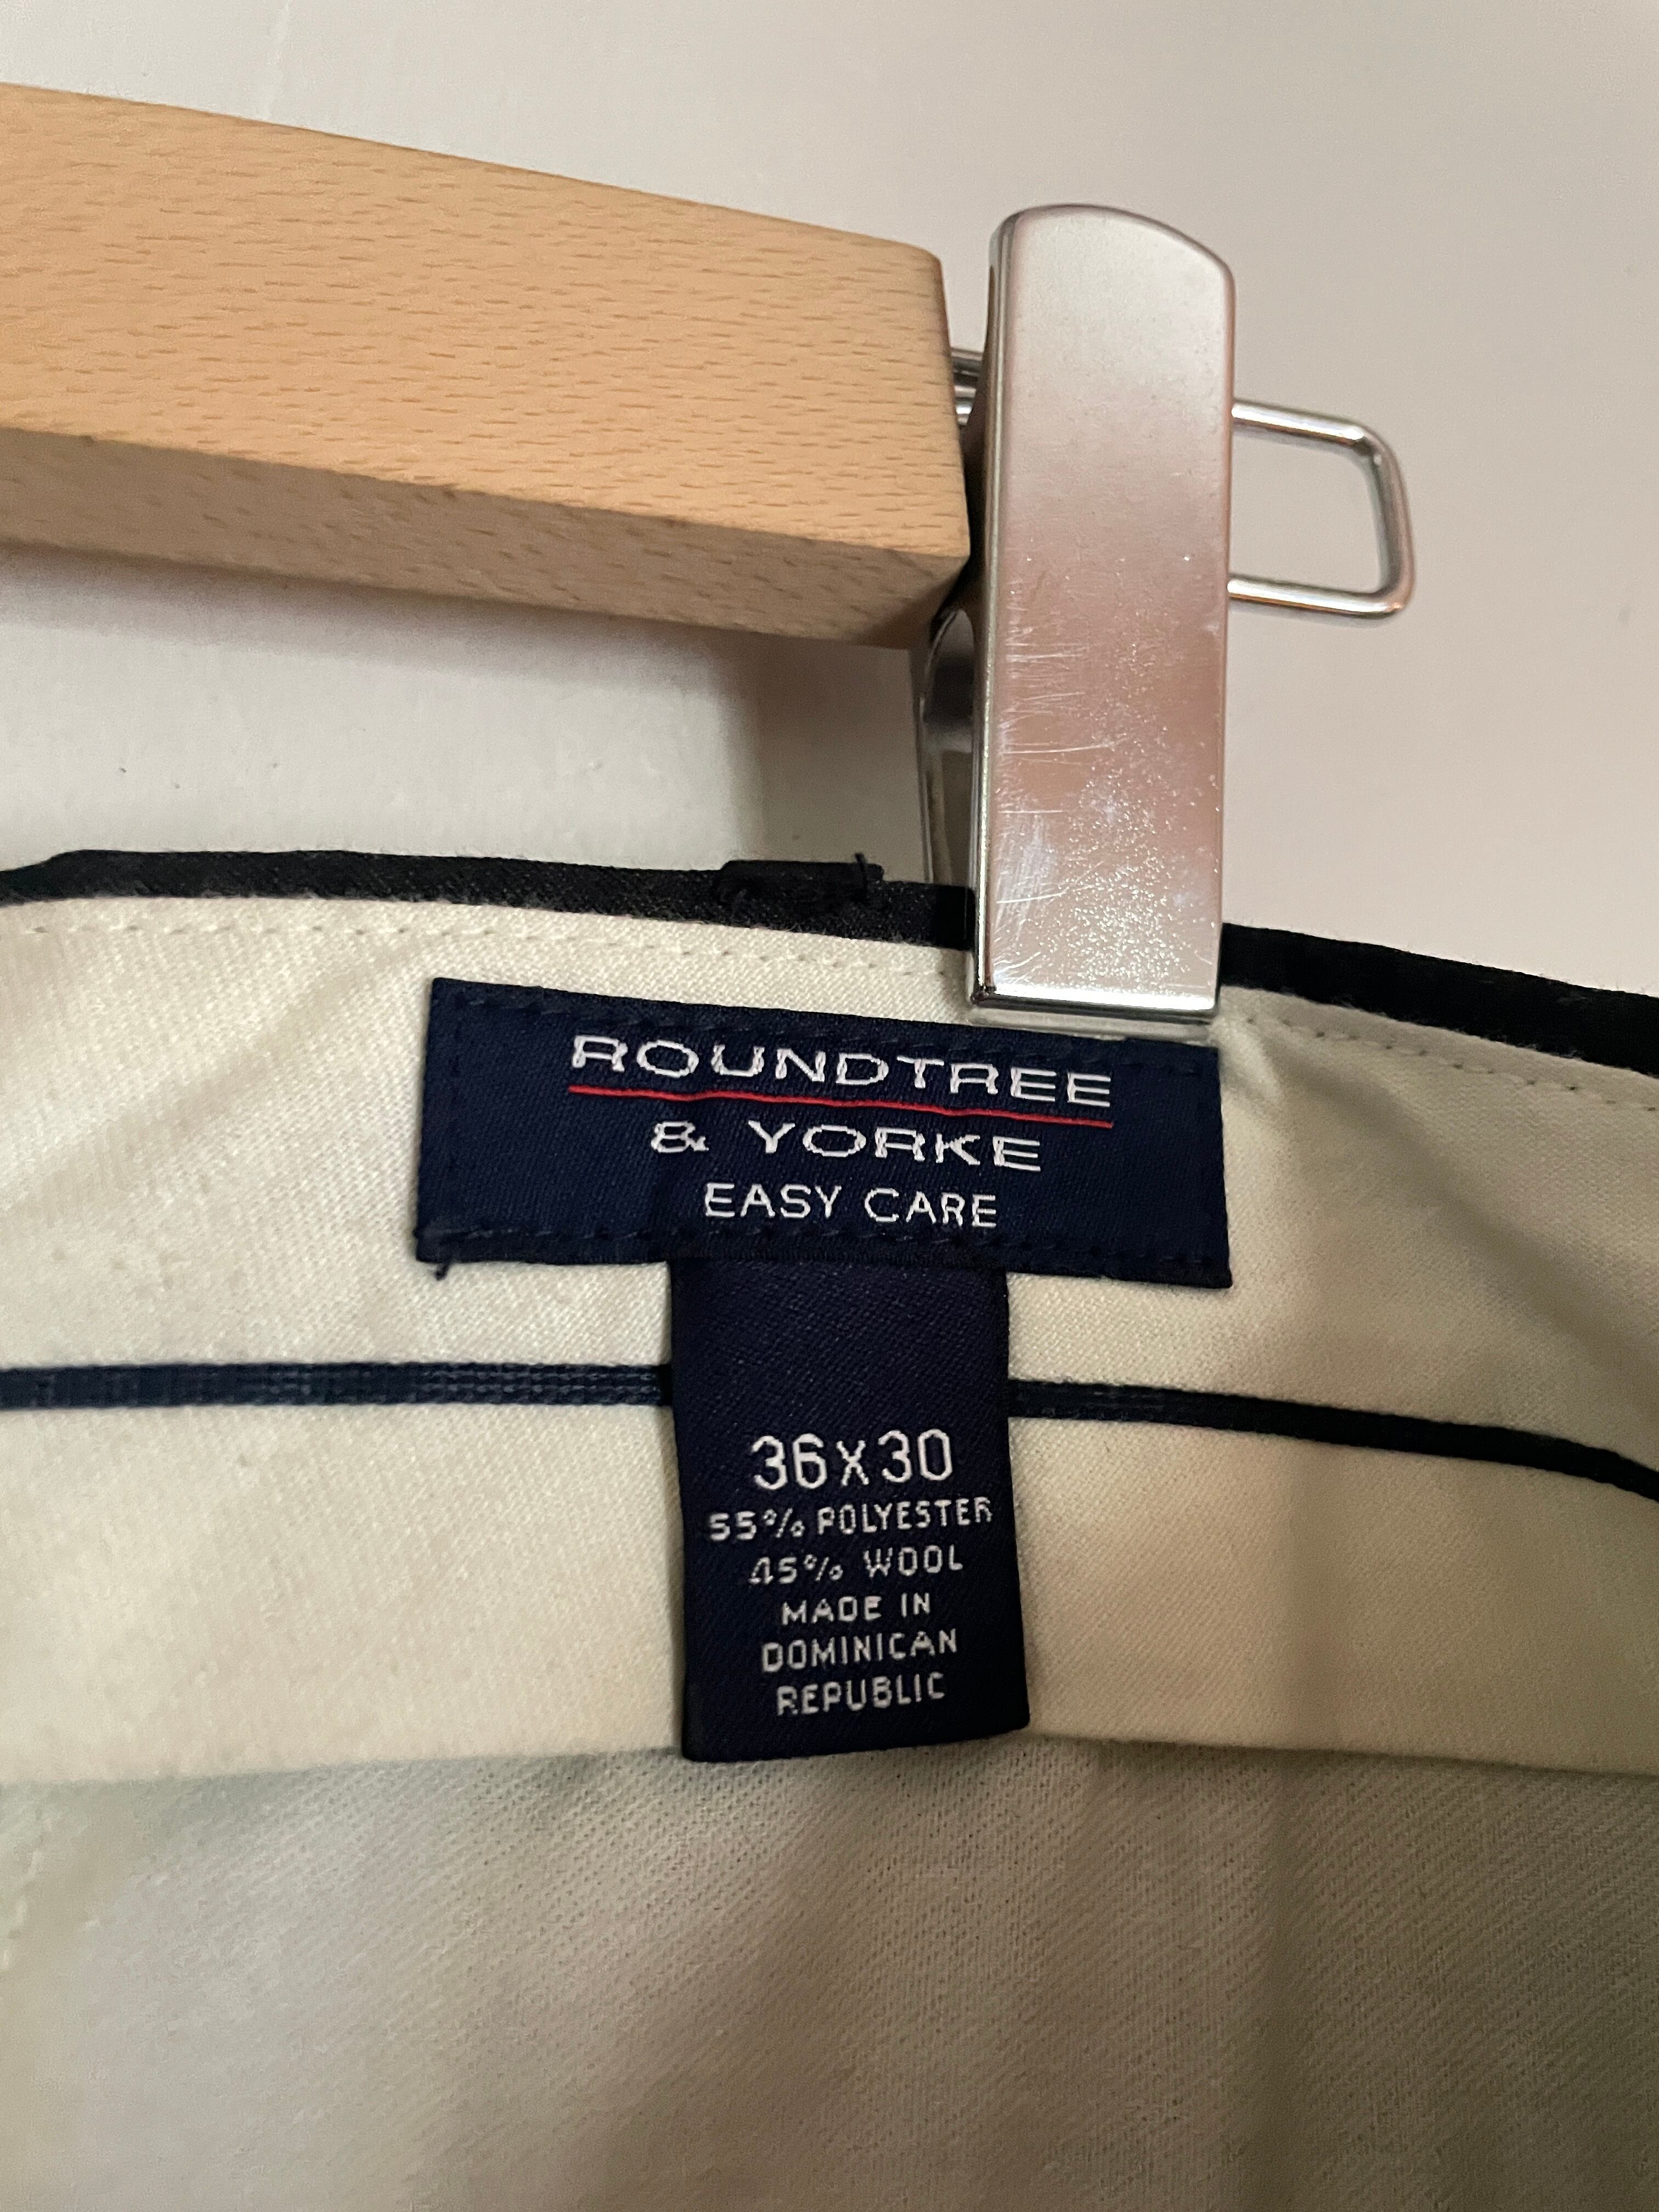 ROUNDTREE
& YORKE
EASY CARE
36X30
55% POLYESTER
45% WOOL
MADE IN
DOMINICAN
REPUBLIC